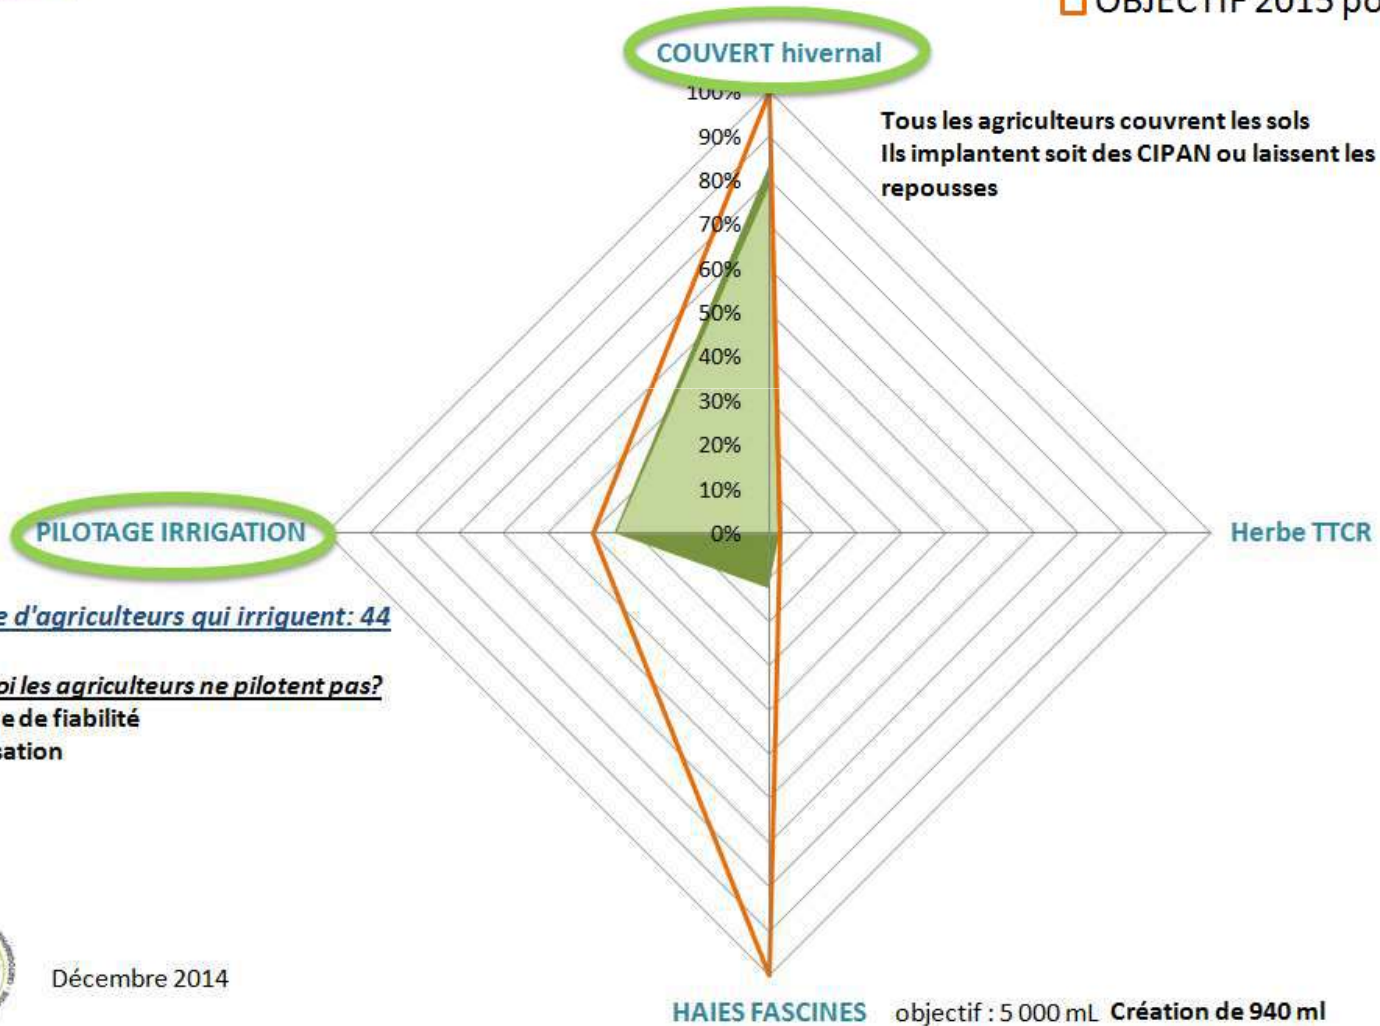 OBJECTIF 2015
COUVERT hivernal
100%
Tous les agriculteurs couvrent les sols
Ils implantent soit des CIPAN ou laissent les
repousses
90%
80%
70%
60%
50%
40%
30%
20%
10%
0%
PILOTAGE IRRIGATION
Herbe TTCR
d'agriculteurs qui irriguent: 44
les agriculteurs ne pilotent pas?
de fiabilité
Décembre 2014
HAIES FASCINES objectif : 5 000 mL Création de 940 ml